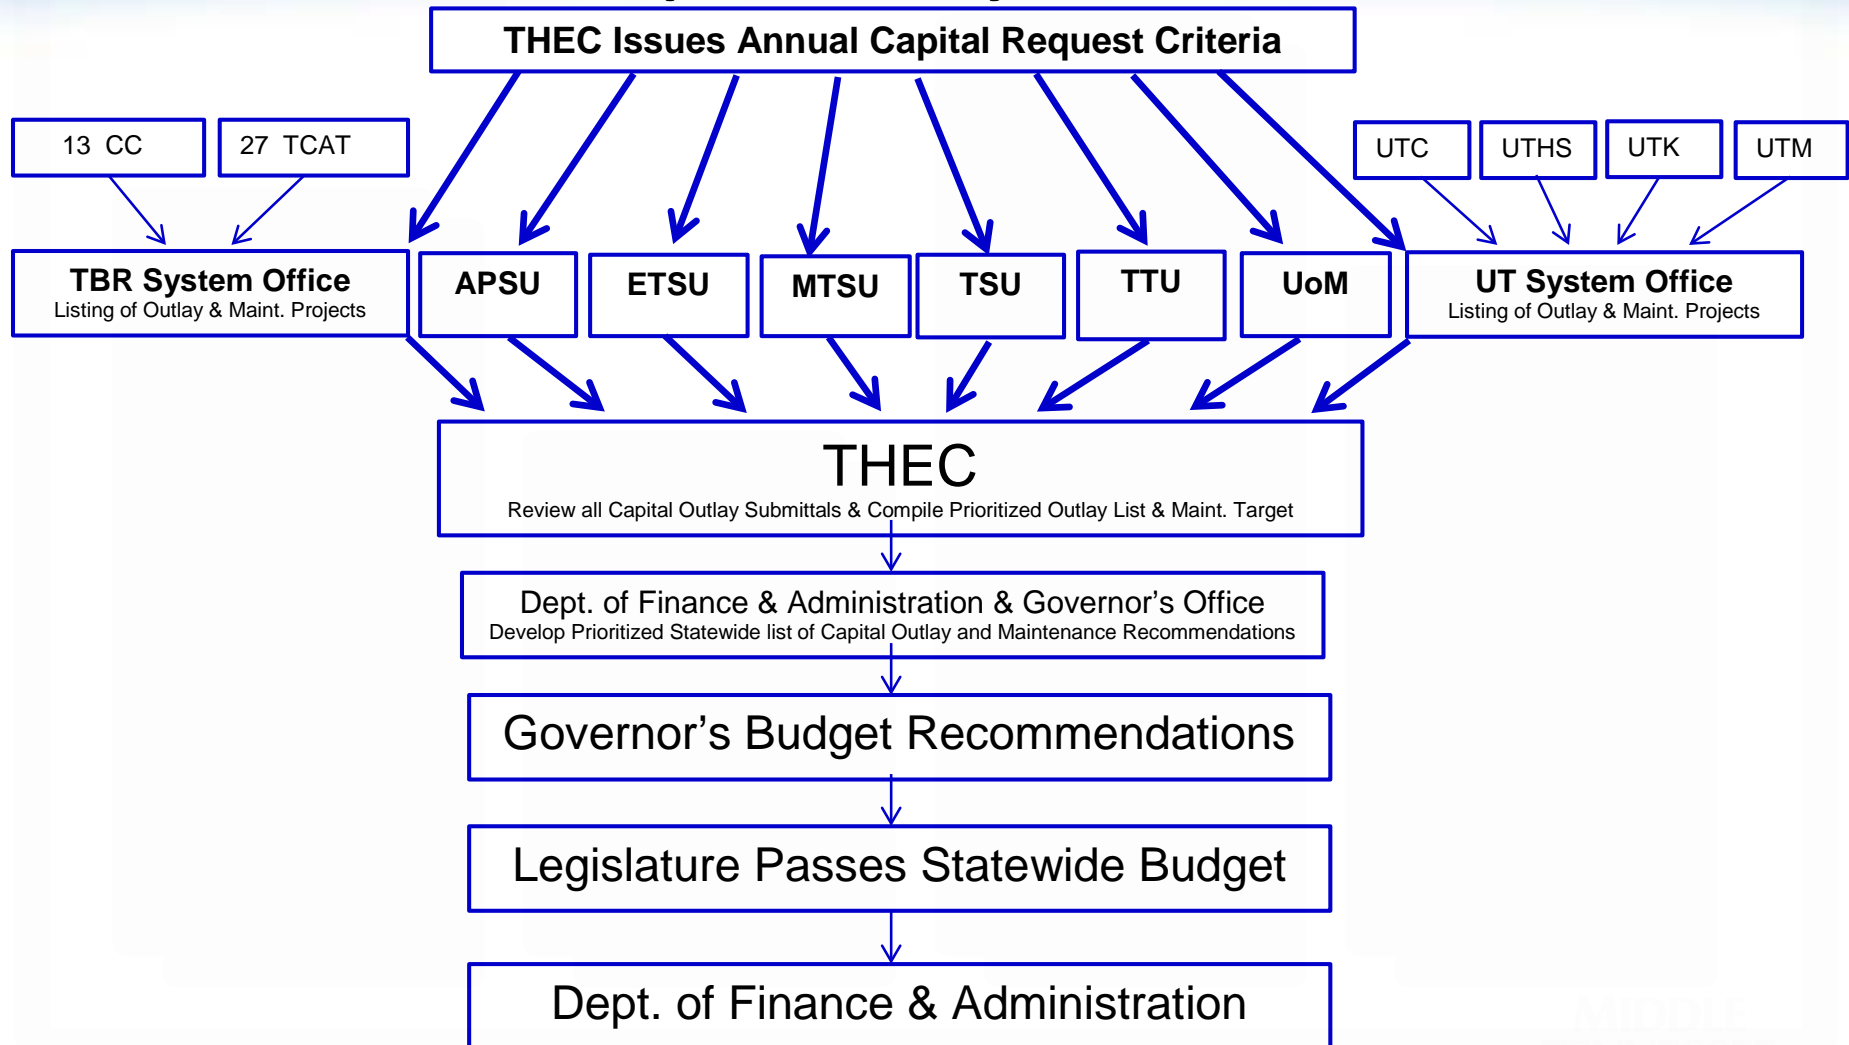 THEC Issues Annual Capital Request Criteria
13 CC
27 TCAT
UTC
UTHS
UTK
UTM
TBR System Office
Listing of Outlay & Maint. Projects
APSU
ETSU
MTSU
TSU
TTU
UoM
UT System Office
Listing of Outlay & Maint. Projects
THEC
Review all Capital Outlay Submittals & Compile Prioritized Outlay List & Maint. Target
Dept. of Finance & Administration & Governor’s Office
Develop Prioritized Statewide list of Capital Outlay and Maintenance Recommendations
Governor’s Budget Recommendations
Legislature Passes Statewide Budget
Dept. of Finance & Administration
MIDDLE